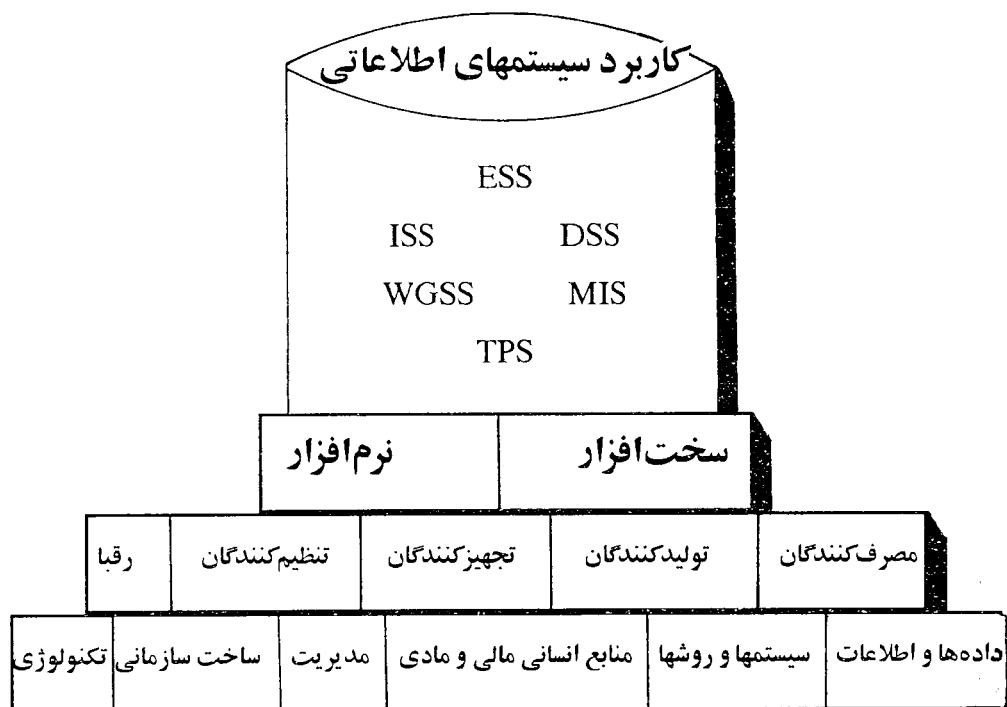 کاربرد سیستمهای اطلاعاتی
ESS
ISS DSS
WGSS MIS
TPS
سخت‌افزار نرم‌افزار
مصرف‌کنندگان تولیدکنندگان تجهیزکنندگان تنظیم‌کنندگان رقبا
داده‌ها و اطلاعات سیستمها و روشها منابع انسانی مالی و مادی مدیریت ساخت سازمانی تکنولوژی